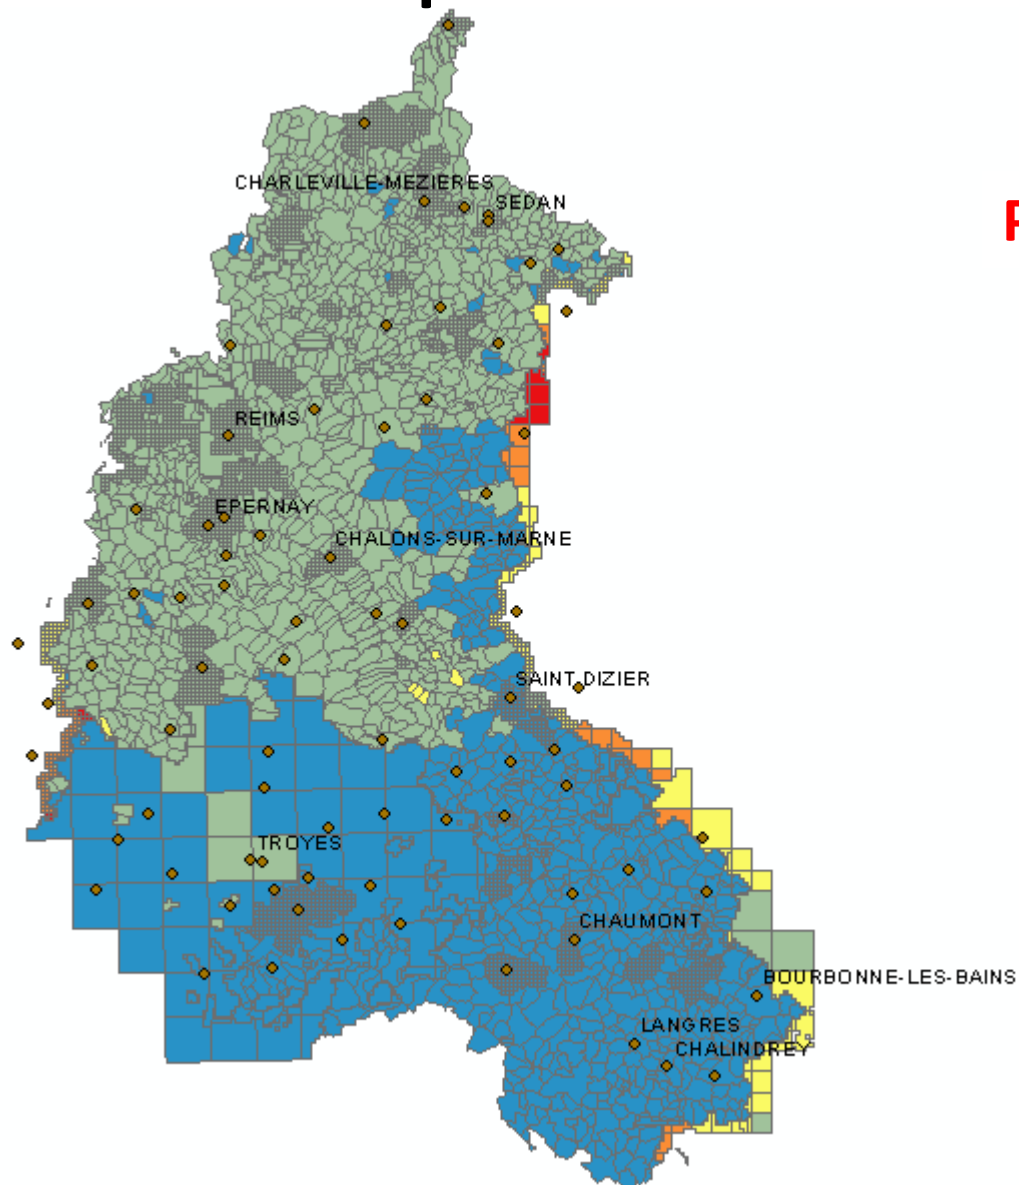 CHARLEVILLE-MEZIERES
SEDAN
REIMS
EPERNAY
CHALONS-SUR-MARNE
SAINT DIZIER
TROYES
CHAUMONT
BOURBONNE-LES-BAINS
LANGRES
CHALINDREY